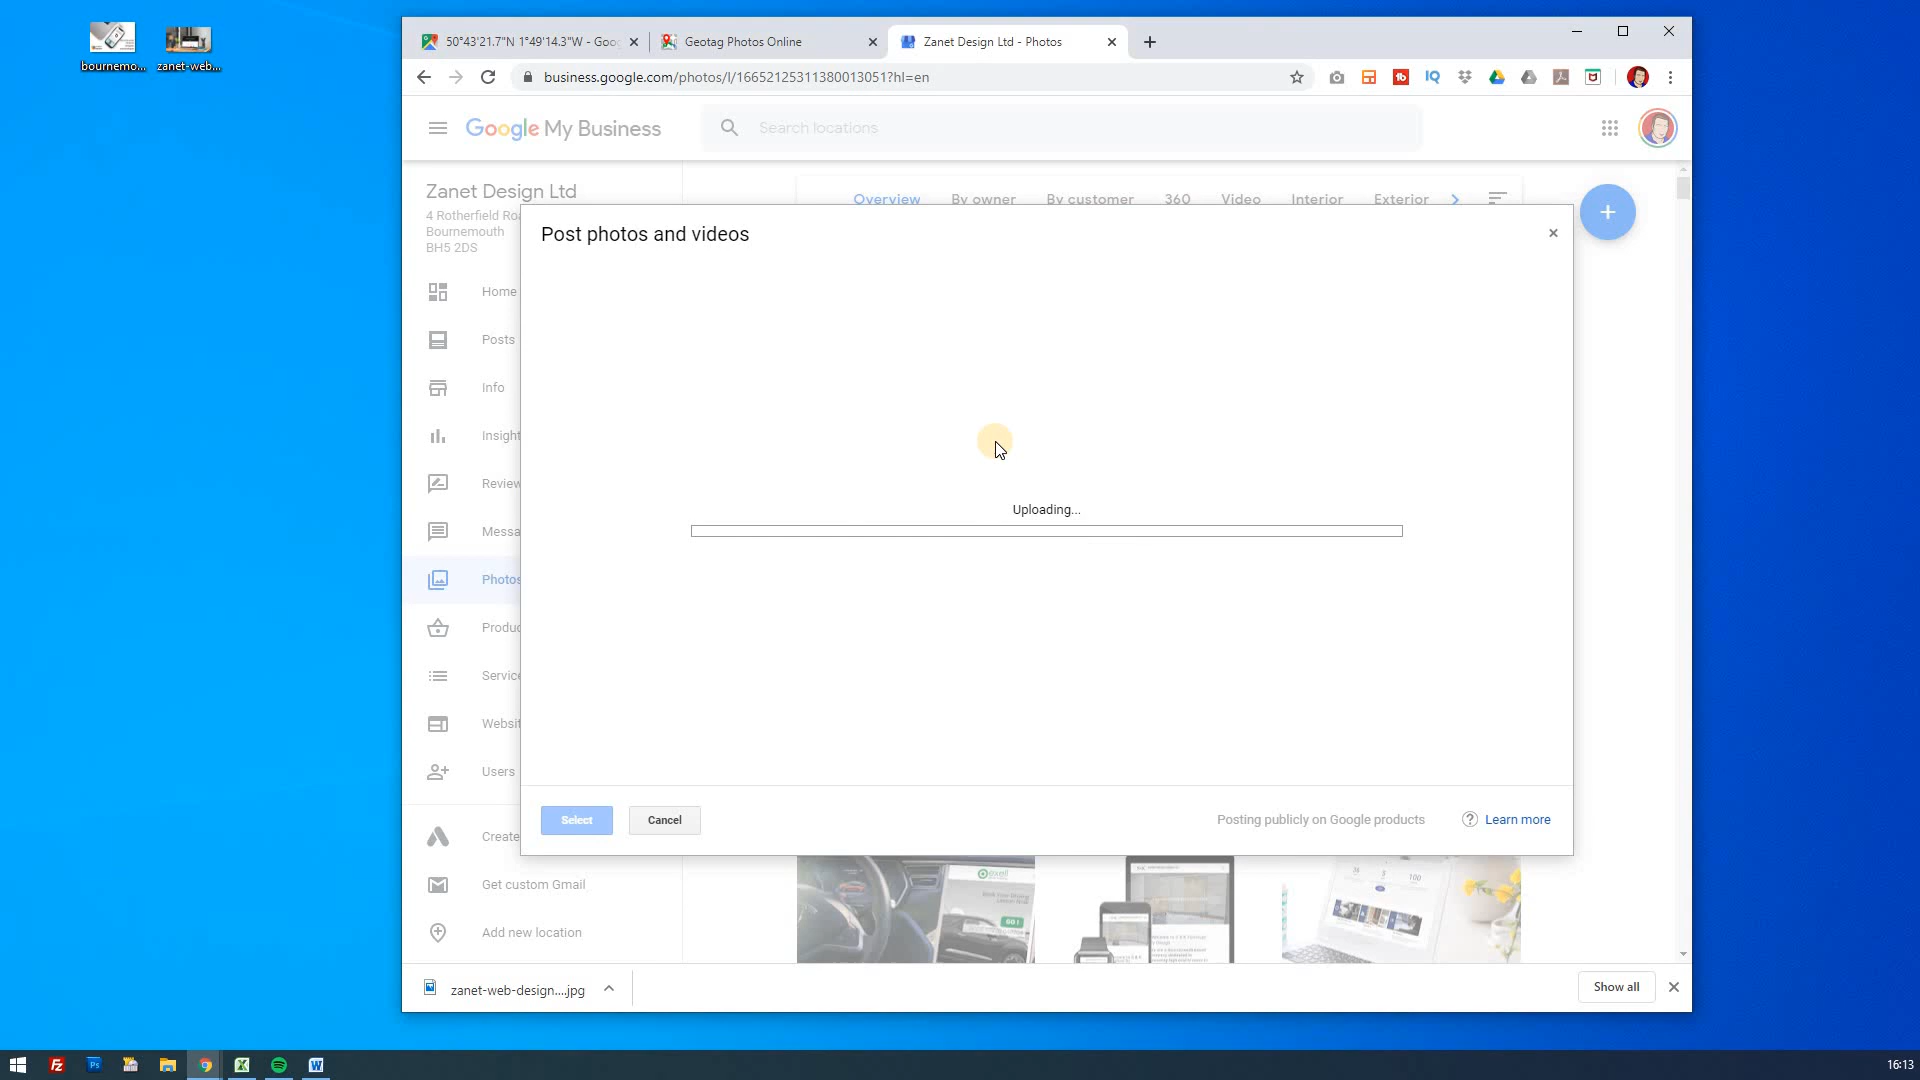 bournemo...
zanet-web...
50°43'21.7"N 1°49'14.3"W - Goo
Geotag Photos Online
Zanet Design Ltd - Photos
business.google.com/photos/l/16652125311380013051?hl=en
Google My Business
Search locations
Zanet Design Ltd
4 Rotherfield Roa
Bournemouth
BH5 2DS
Overview
By owner
By customer
360
Video
Interior
Exterior
Post photos and videos
Home
Posts
Info
Insight
Review
Messa
Photos
Produc
Service
Websit
Users
Create
Get custom Gmail
Add new location
Uploading...
Select
Cancel
Posting publicly on Google products
Learn more
zanet-web-design....jpg
Show all
16:13